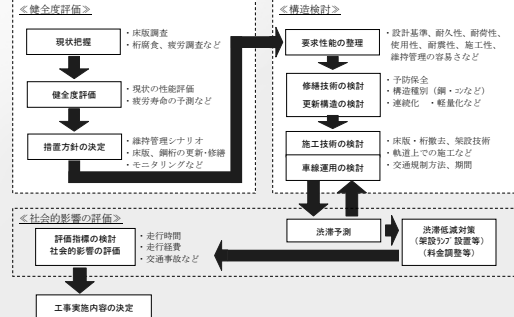 ≪健全度評価≫
現状把握
・床版調査
・桁腐食、疲労調査など
健全度評価
・現状の性能評価
・疲労寿命の予測など
措置方針の決定
・維持管理シナリオ
・床版、鋼桁の更新・修繕
・モニタリングなど
≪構造検討≫
要求性能の整理
・設計基準、耐久性、耐荷性、
使用性、耐震性、施工性、
維持管理の容易さなど
修繕技術の検討
更新構造の検討
・予防保全
・構造種別（鋼・コンなど）
・連続化　・軽量化など
施工技術の検討
車線運用の検討
・床版・桁撤去、架設技術
・軌道上での施工など
・交通規制方法、期間
≪社会的影響の評価≫
評価指標の検討
社会的影響の評価
・走行時間
・走行経費
・交通事故など
渋滞予測
渋滞低減対策
（架設ﾗﾝﾌﾟ設置等）
（料金調整等）
工事実施内容の決定